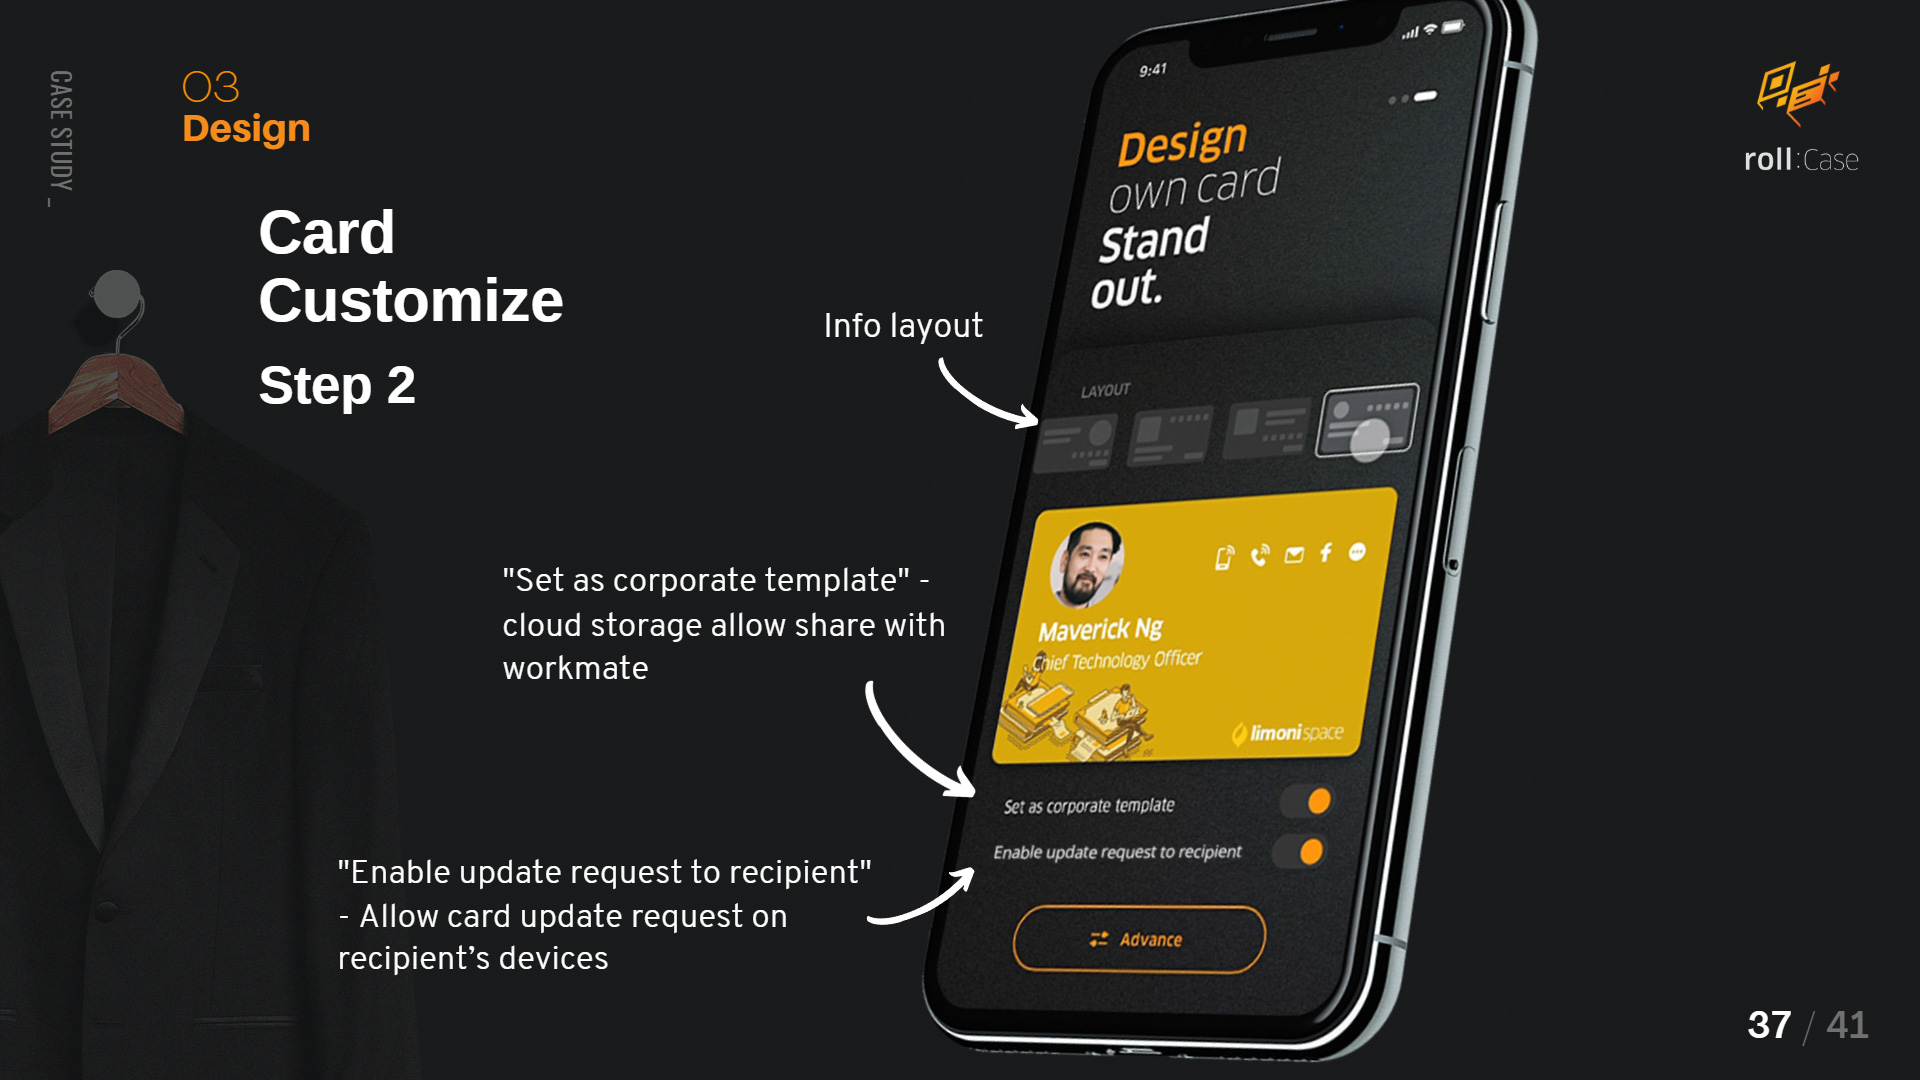 CASE STUDY _
03
Design
Card
Customize
Step 2
roll:Case
Info layout
"Set as corporate template" -
cloud storage allow share with
workmate
"Enable update request to recipient"
- Allow card update request on
recipient’s devices
9:41
Design
own card
Stand
out.
LAYOUT
Maverick Ng
Chief Technology Officer
limoni space
Set as corporate template
Enable update request to recipient
Advance
37 / 41